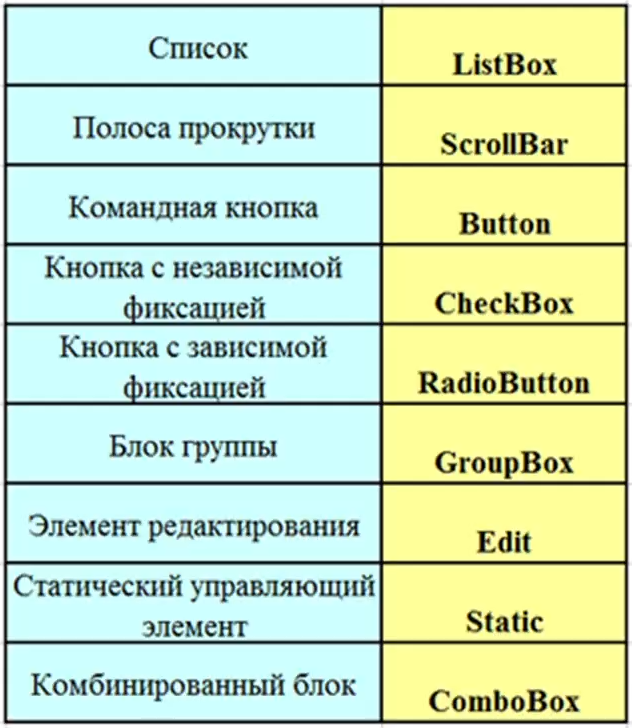 Список
ListBox
Полоса прокрутки
ScrollBar
Командная кнопка
Button
Кнопка с независимой
фиксацией
CheckBox
Кнопка с зависимой
фиксацией
RadioButton
Блок группы
GroupBox
Элемент редактирования
Edit
Статический управляющий
элемент
Static
Комбинированный блок
ComboBox